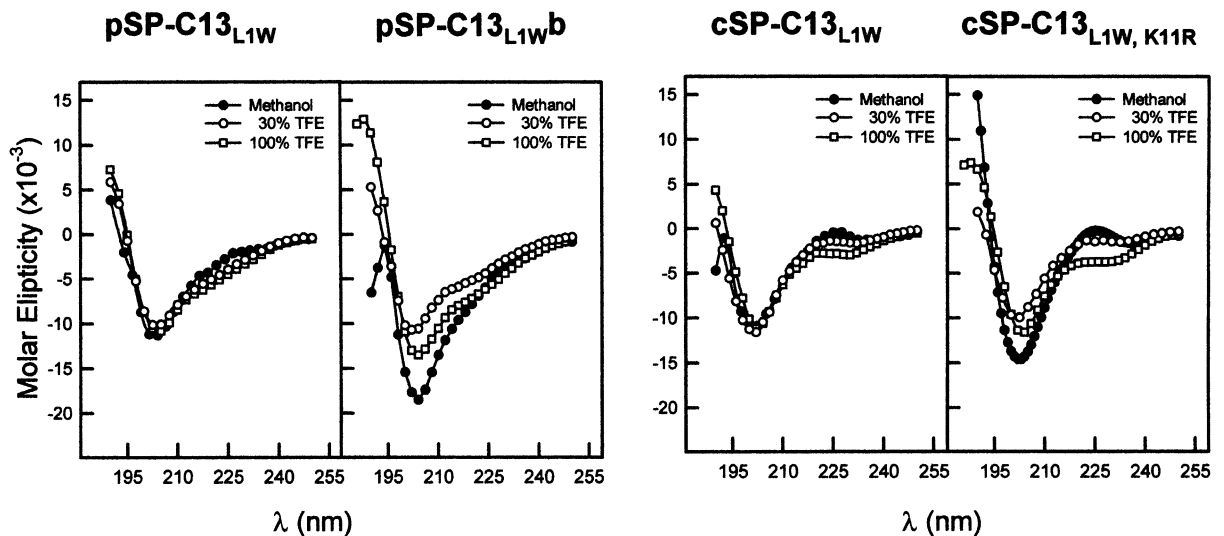 pSP-C13L1W
pSP-C13L1Wb
cSP-C13L1W
cSP-C13L1W, K11R
Molar Elipticity (x10-3)
15
10
5
0
-5
-10
-15
-20
Methanol
30% TFE
100% TFE
Methanol
30% TFE
100% TFE
15
10
5
0
-5
-10
-15
-20
Methanol
30% TFE
100% TFE
Methanol
30% TFE
100% TFE
195 210 225 240 255
195 210 225 240 255
195 210 225 240 255
195 210 225 240 255
λ (nm)
λ (nm)